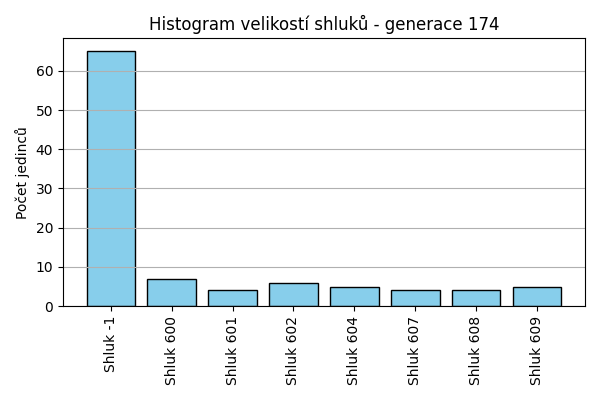 Histogram velikostí shluků - generace 174
Počet jedinců
60
50
40
30
20
10
0
Shluk -1
Shluk 600
Shluk 601
Shluk 602
Shluk 604
Shluk 607
Shluk 608
Shluk 609